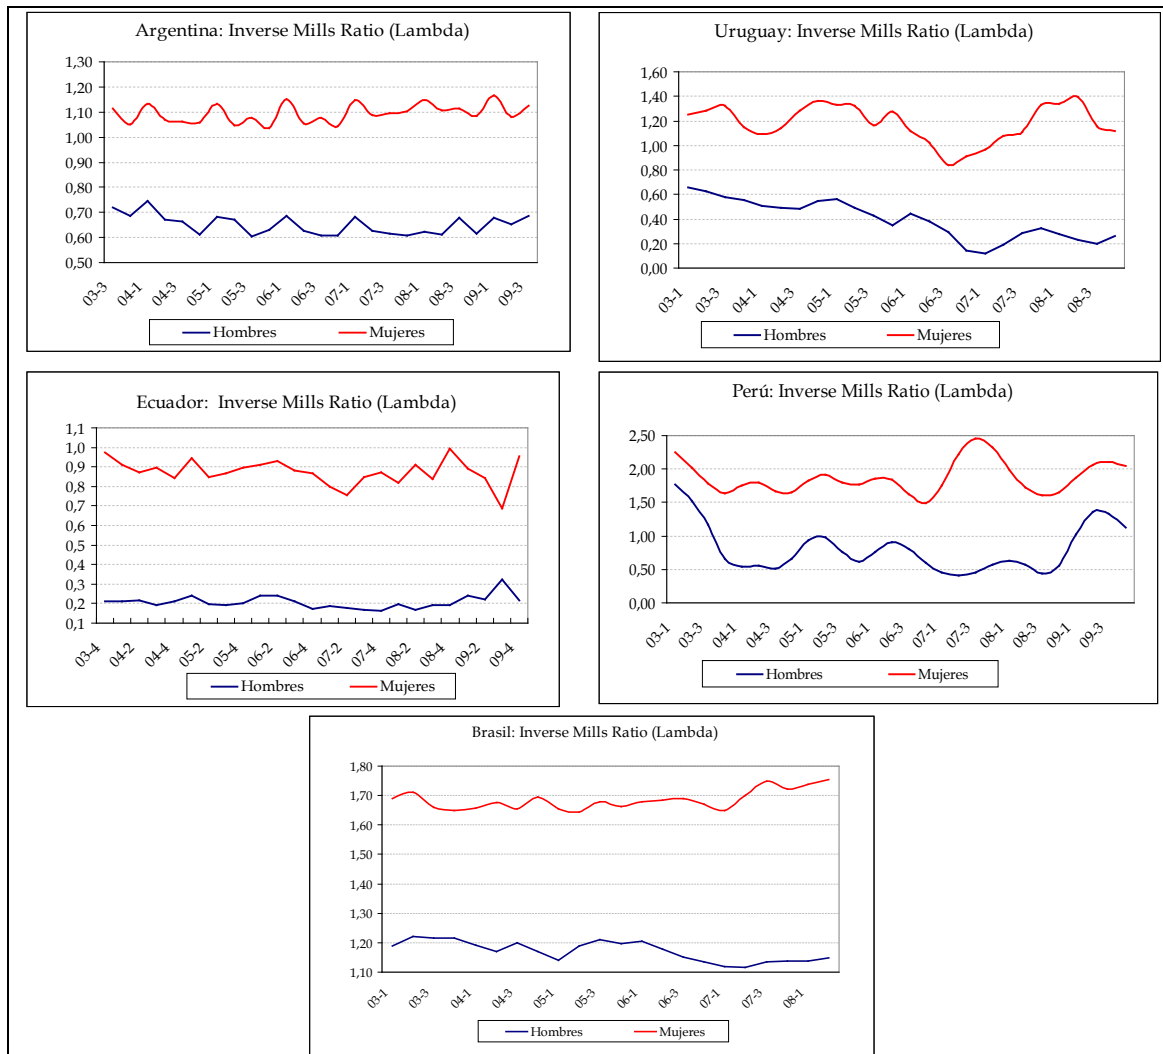 Argentina: Inverse Mills Ratio (Lambda)
1,30
1,20
1,10
1,00
0,90
0,80
0,70
0,60
0,50
03-3 04-1 04-3 05-1 05-3 06-1 06-3 07-1 07-3 08-1 08-3 09-1 09-3
Hombres Mujeres
Uruguay: Inverse Mills Ratio (Lambda)
1,60
1,40
1,20
1,00
0,80
0,60
0,40
0,20
0,00
03-1 03-3 04-1 04-3 05-1 05-3 06-1 06-3 07-1 07-3 08-1 08-3
Hombres Mujeres
Ecuador: Inverse Mills Ratio (Lambda)
1,1
1,0
0,9
0,8
0,7
0,6
0,5
0,4
0,3
0,2
0,1
03-4 04-2 04-4 05-2 05-4 06-2 06-4 07-2 07-4 08-2 08-4 09-2 09-4
Hombres Mujeres
Perú: Inverse Mills Ratio (Lambda)
2,50
2,00
1,50
1,00
0,50
0,00
03-1 03-3 04-1 04-3 05-1 05-3 06-1 06-3 07-1 07-3 08-1 08-3 09-1 09-3
Hombres Mujeres
Brasil: Inverse Mills Ratio (Lambda)
1,80
1,70
1,60
1,50
1,40
1,30
1,20
1,10
03-1 03-3 04-1 04-3 05-1 05-3 06-1 06-3 07-1 07-3 08-1
Hombres Mujeres